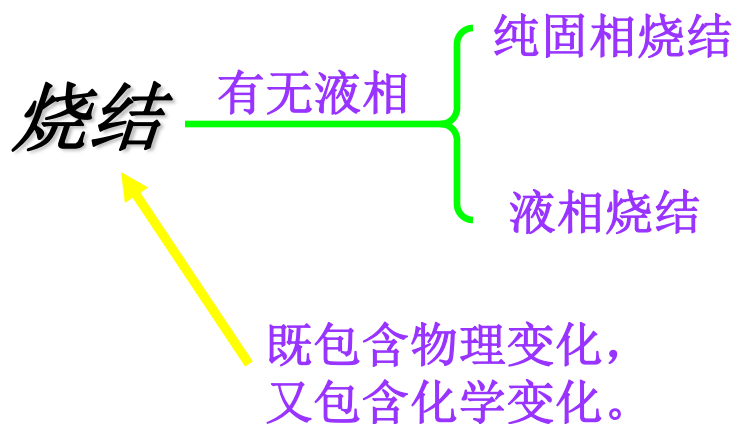 纯固相烧结
有无液相
烧结
液相烧结
既包含物理变化，
又包含化学变化。